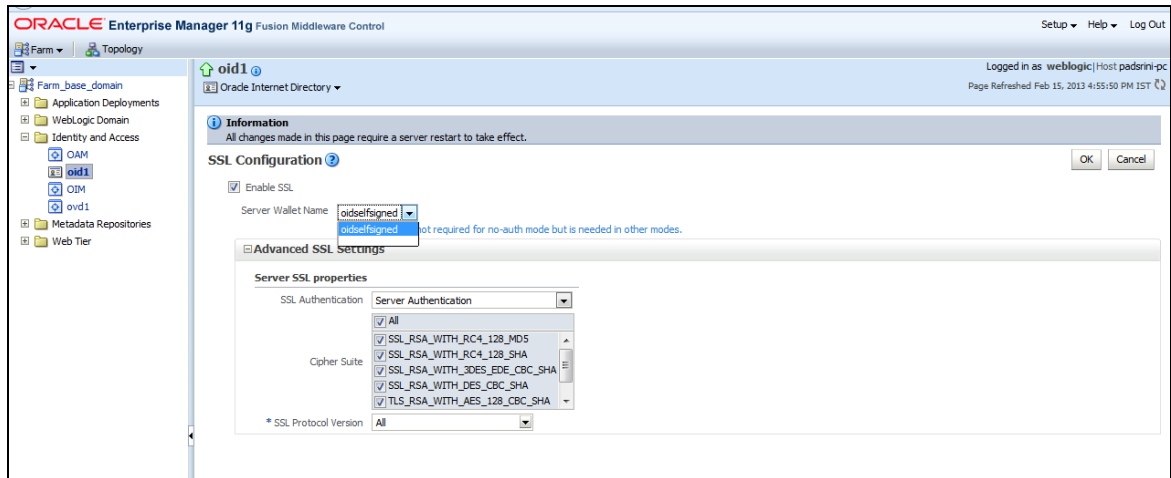 ORACLE Enterprise Manager 11g Fusion Middleware Control
Setup Help Log Out
Farm Topology
Logged in as weblogic|Host padsrini-pc
Page Refreshed Feb 15, 2013 4:55:50 PM IST
Farm_base_domain
Application Deployments
WebLogic Domain
Identity and Access
OAM
oid1
OIM
ovd1
Metadata Repositories
Web Tier
oid1
Oracle Internet Directory
Information
All changes made in this page require a server restart to take effect.
SSL Configuration
OK Cancel
Enable SSL
Server Wallet Name oidselfsigned
oidselfsigned
not required for no-auth mode but is needed in other modes.
Advanced SSL Settings
Server SSL properties
SSL Authentication Server Authentication
All
SSL_RSA_WITH_RC4_128_MD5
SSL_RSA_WITH_RC4_128_SHA
Cipher Suite SSL_RSA_WITH_3DES_EDE_CBC_SHA
SSL_RSA_WITH_DES_CBC_SHA
TLS_RSA_WITH_AES_128_CBC_SHA
* SSL Protocol Version All